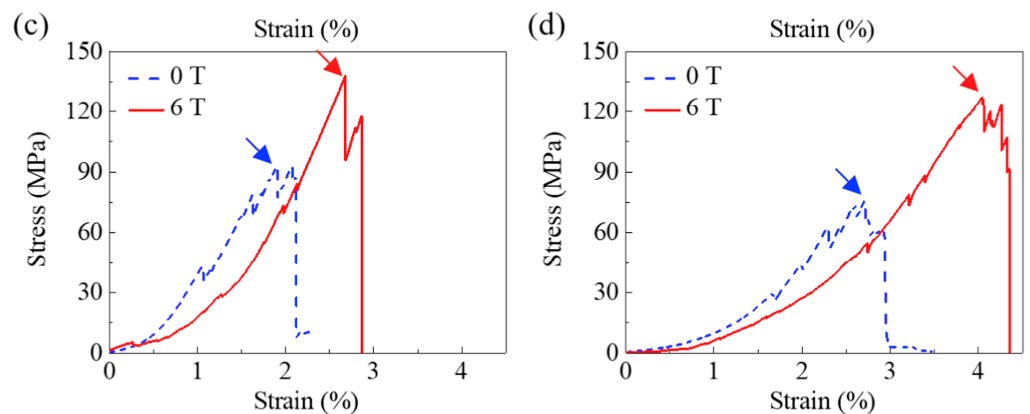 (c)
Strain (%)
150
120
90
60
30
0
Stress (MPa)
0 T
6 T
0 1 2 3 4
Strain (%)
(d)
Strain (%)
150
120
90
60
30
0
Stress (MPa)
0 T
6 T
0 1 2 3 4
Strain (%)